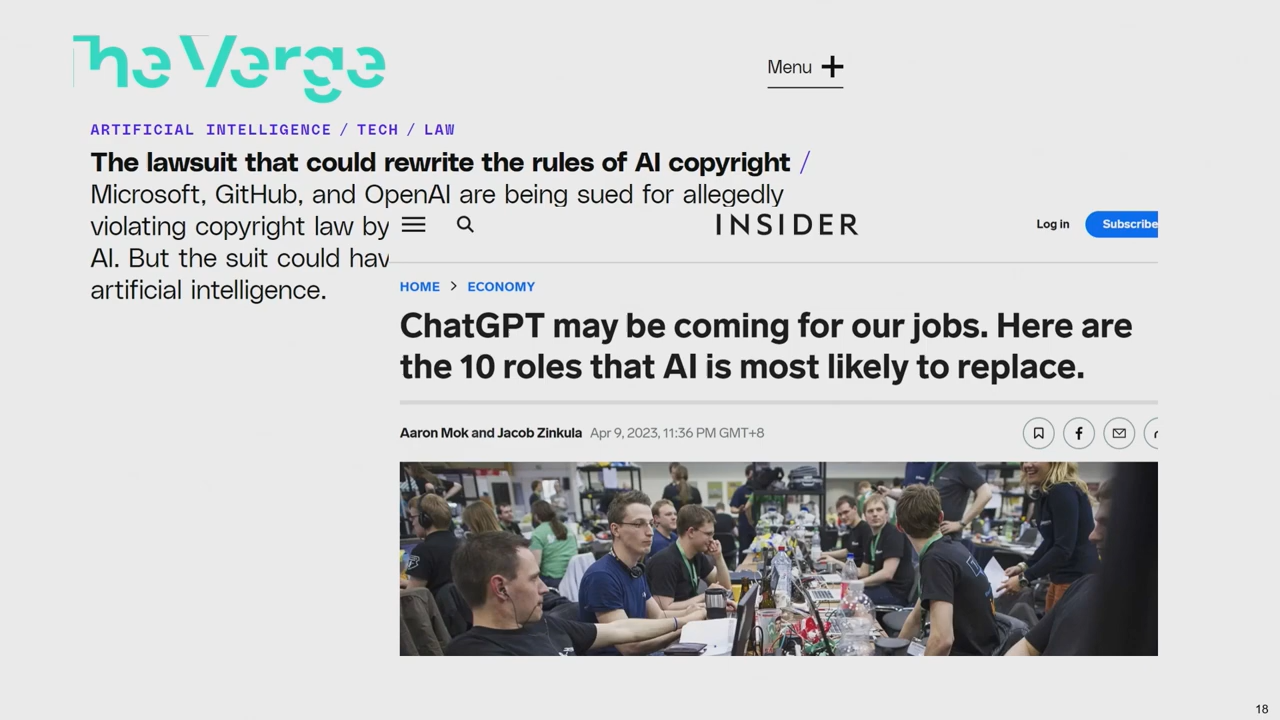 The Verge
Menu
ARTIFICIAL INTELLIGENCE / TECH / LAW
The lawsuit that could rewrite the rules of AI copyright /
Microsoft, GitHub, and OpenAI are being sued for allegedly
violating copyright law by
AI. But the suit could hav
artificial intelligence.
INSIDER
Log in
Subscribe
HOME > ECONOMY
ChatGPT may be coming for our jobs. Here are
the 10 roles that AI is most likely to replace.
Aaron Mok and Jacob Zinkula Apr 9, 2023, 11:36 PM GMT+8
18